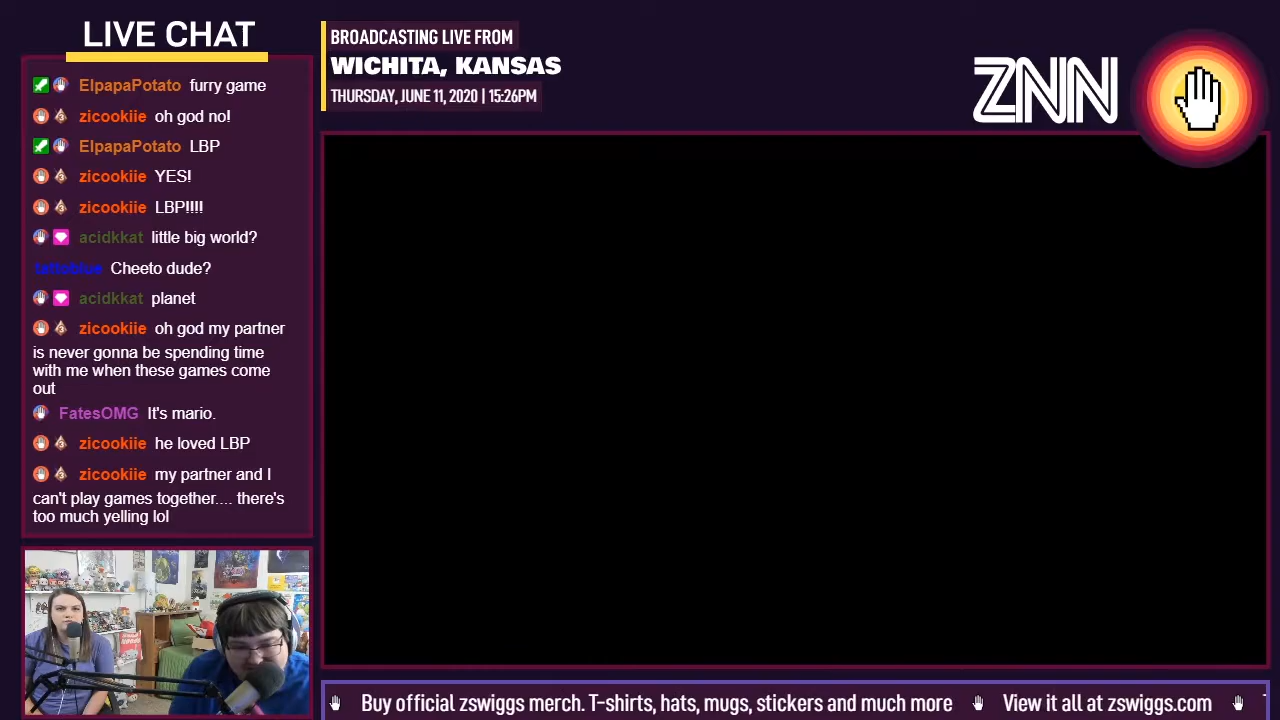 LIVE CHAT
ElpapaPotato furry game
zicookiie oh god no!
ElpapaPotato LBP
zicookiie YES!
zicookiie LBP!!!!
acidkkat little big world?
tattoblue Cheeto dude?
acidkkat planet
zicookiie oh god my partner
is never gonna be spending time
with me when these games come
out
FatesOMG It's mario.
zicookiie he loved LBP
zicookiie my partner and I
can't play games together.... there's
too much yelling lol
BROADCASTING LIVE FROM
WICHITA, KANSAS
THURSDAY, JUNE 11, 2020 | 15:26PM
ZNN
Buy official zswiggs merch. T-shirts, hats, mugs, stickers and much more
View it all at zswiggs.com